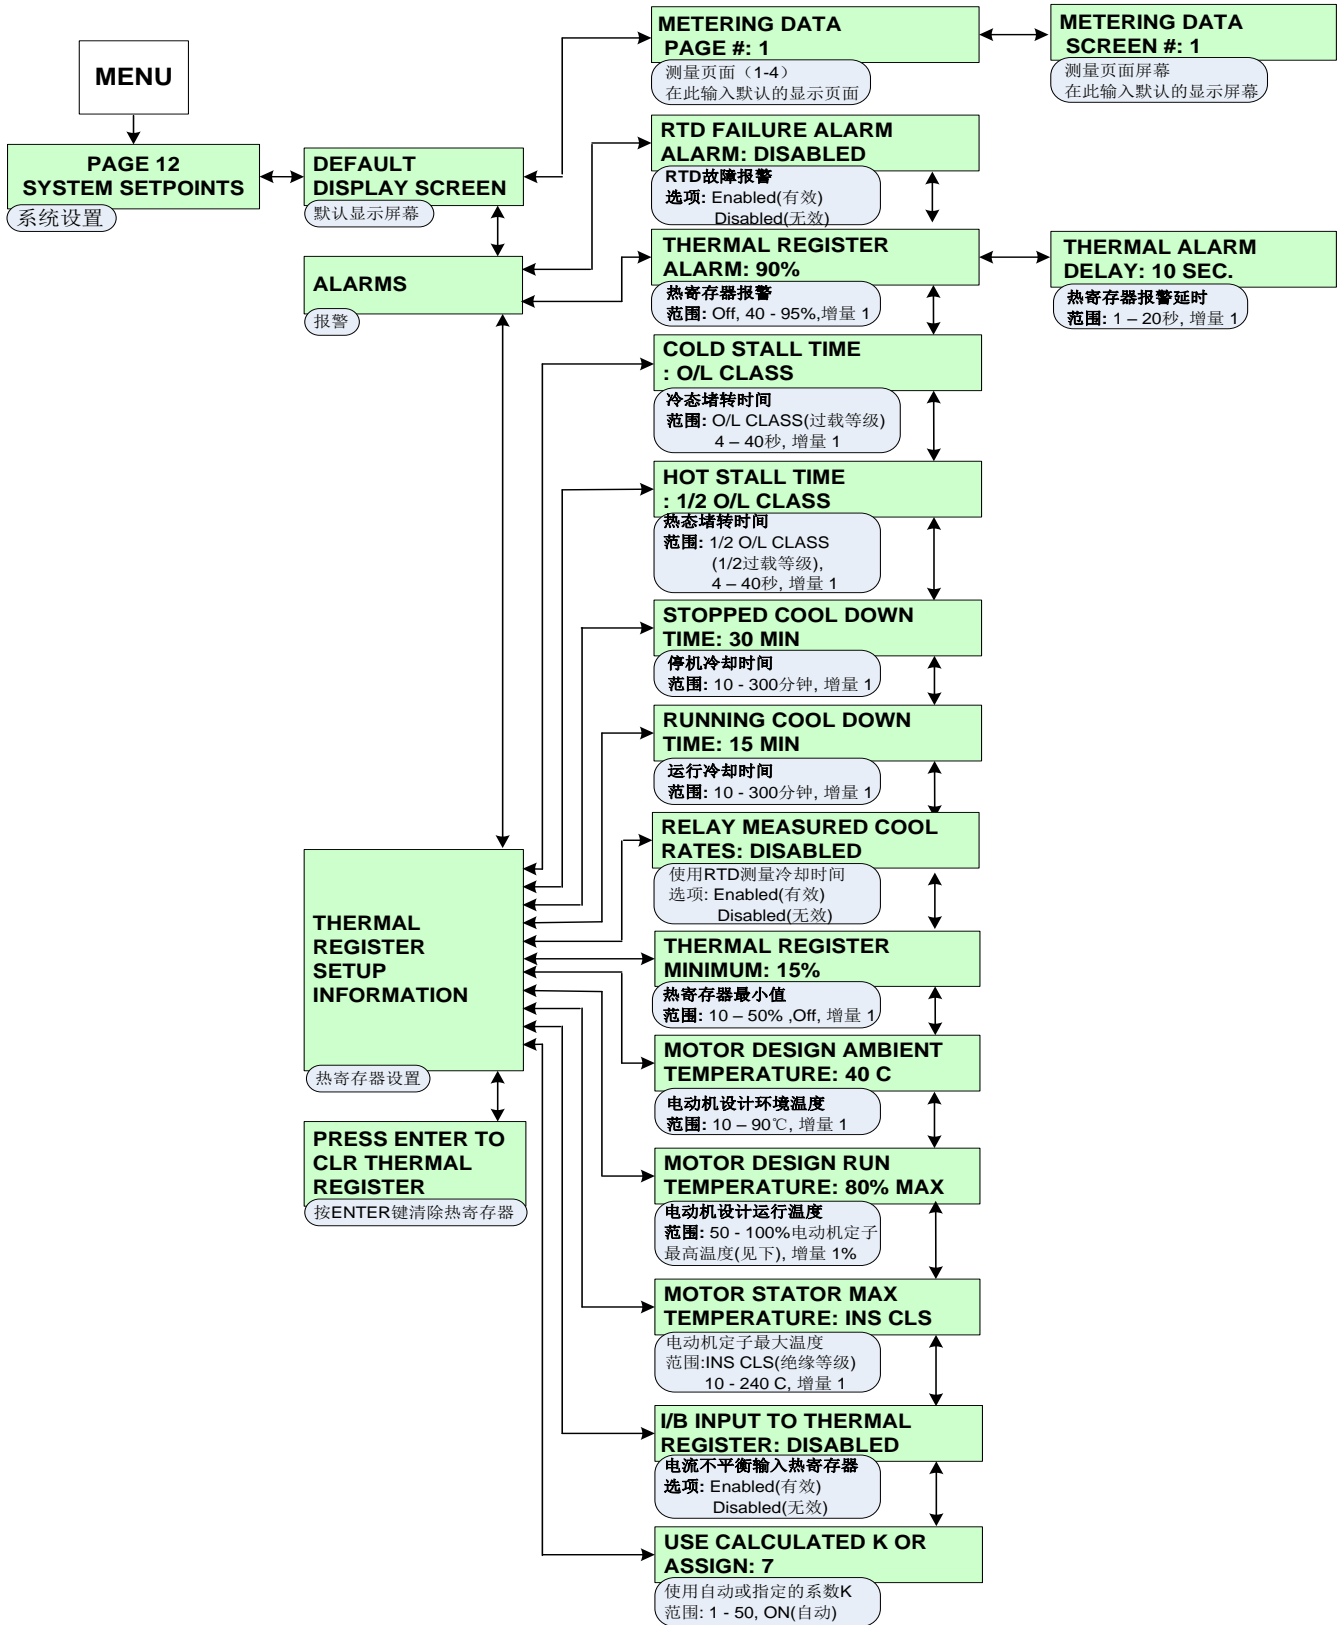 MENU
PAGE 12
SYSTEM SETPOINTS
系统设置
DEFAULT
DISPLAY SCREEN
默认显示屏幕
METERING DATA
PAGE #: 1
测量页面（1-4）
在此输入默认的显示页面
METERING DATA
SCREEN #: 1
测量页面屏幕
在此输入默认的显示屏幕
ALARMS
报警
RTD FAILURE ALARM
ALARM: DISABLED
RTD故障报警
选项: Enabled(有效)
Disabled(无效)
THERMAL REGISTER
ALARM: 90%
热寄存器报警
范围: Off, 40 - 95%,增量 1
THERMAL ALARM
DELAY: 10 SEC.
热寄存器报警延时
范围: 1 – 20秒, 增量 1
THERMAL
REGISTER
SETUP
INFORMATION
热寄存器设置
COLD STALL TIME
: O/L CLASS
冷态堵转时间
范围: O/L CLASS(过载等级)
4 – 40秒, 增量 1
HOT STALL TIME
: 1/2 O/L CLASS
热态堵转时间
范围: 1/2 O/L CLASS
(1/2过载等级),
4 – 40秒, 增量 1
STOPPED COOL DOWN
TIME: 30 MIN
停机冷却时间
范围: 10 - 300分钟, 增量 1
RUNNING COOL DOWN
TIME: 15 MIN
运行冷却时间
范围: 10 - 300分钟, 增量 1
RELAY MEASURED COOL
RATES: DISABLED
使用RTD测量冷却时间
选项: Enabled(有效)
Disabled(无效)
THERMAL REGISTER
MINIMUM: 15%
热寄存器最小值
范围: 10 – 50% ,Off, 增量 1
MOTOR DESIGN AMBIENT
TEMPERATURE: 40 C
电动机设计环境温度
范围: 10 – 90℃, 增量 1
MOTOR DESIGN RUN
TEMPERATURE: 80% MAX
电动机设计运行温度
范围: 50 - 100%电动机定子
最高温度(见下), 增量 1%
MOTOR STATOR MAX
TEMPERATURE: INS CLS
电动机定子最大温度
范围:INS CLS(绝缘等级)
10 - 240 C, 增量 1
I/B INPUT TO THERMAL
REGISTER: DISABLED
电流不平衡输入热寄存器
选项: Enabled(有效)
Disabled(无效)
USE CALCULATED K OR
ASSIGN: 7
使用自动或指定的系数K
范围: 1 - 50, ON(自动)
PRESS ENTER TO
CLR THERMAL
REGISTER
按ENTER键清除热寄存器